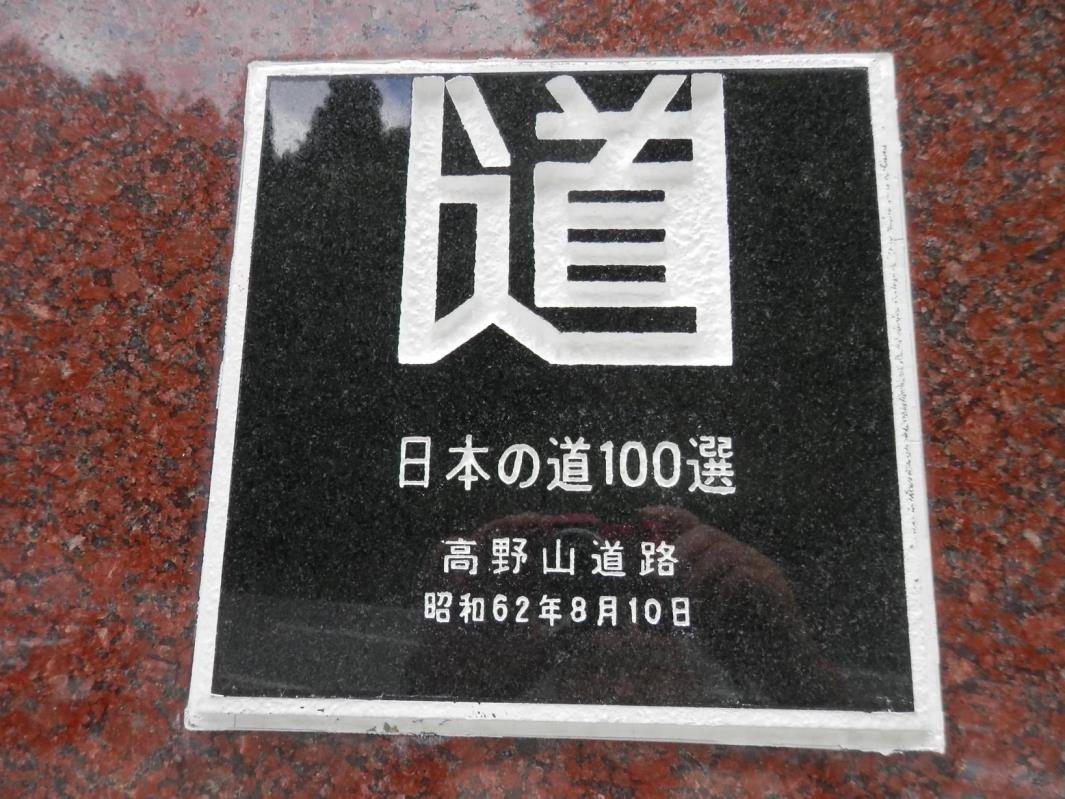 道
日本の道100選
高野山道路
昭和62年8月10日